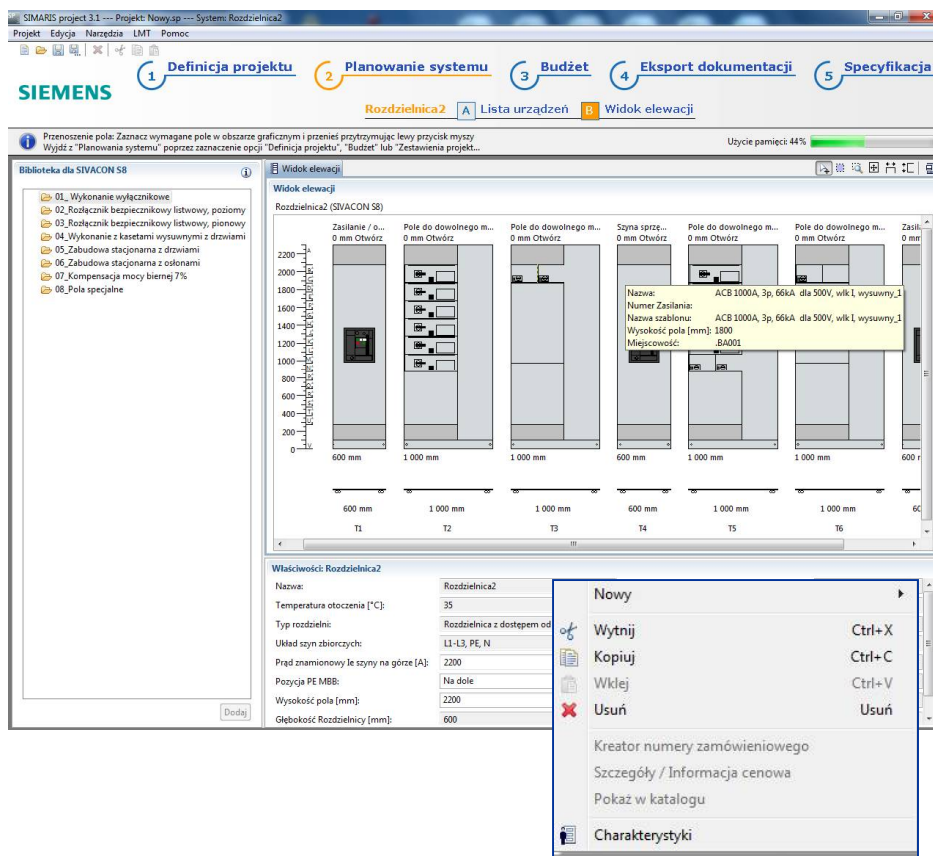 SIMARIS project 3.1 --- Projekt: Nowy.sp --- System: Rozdzielnica2
Projekt Edycja Narzędzia LMT Pomoc
SIEMENS
1 Definicja projektu 2 Planowanie systemu 3 Budżet 4 Eksport dokumentacji 5 Specyfikacja
Rozdzielnica2 A Lista urządzeń B Widok elewacji
Przenoszenie pola: Zaznacz wymagane pole w obszarze graficznym i przenieś przytrzymując lewy przycisk myszy
Wyjdź z "Planowania systemu" poprzez zaznaczenie opcji "Definicja projektu", "Budżet" lub "Zestawienia projekt...
Użycie pamięci: 44%
Biblioteka dla SIVACON S8
01_ Wykonanie wyłącznikowe
02_Rozłącznik bezpiecznikowy listwowy, poziomy
03_Rozłącznik bezpiecznikowy listwowy, pionowy
04_Wykonanie z kasetami wysuwnymi z drzwiami
05_Zabudowa stacjonarna z drzwiami
06_Zabudowa stacjonarna z osłonami
07_Kompensacja mocy biernej 7%
08_Pola specjalne
Dodaj
Widok elewacji
Widok elewacji
Rozdzielnica2 (SIVACON S8)
Zasilanie / o... Pole do dowolnego m... Pole do dowolnego m... Szyna sprzę... Pole do dowolnego m... Pole do dowolnego m... Zasil
0 mm Otwórz 0 mm Otwórz 0 mm Otwórz 0 mm Otwórz 0 mm Otwórz 0 mm Otwórz 0 mm
2200
2000
1800
1600
1400
1200
1000
800
600
400
200
0
Nazwa: ACB 1000A, 3p, 66kA dla 500V, wlk I, wysuwny_1
Numer Zasilania:
Nazwa szablonu: ACB 1000A, 3p, 66kA dla 500V, wlk I, wysuwny_1
Wysokość pola [mm]: 1800
Miejscowość: .BA001
600 mm 1 000 mm 1 000 mm 600 mm 1 000 mm 1 000 mm 600
600 mm 1 000 mm 1 000 mm 600 mm 1 000 mm 1 000 mm 60
T1 T2 T3 T4 T5 T6
Właściwości: Rozdzielnica2
Nazwa: Rozdzielnica2
Temperatura otoczenia [°C]: 35
Typ rozdzielni: Rozdzielnica z dostępem od
Układ szyn zbiorczych: L1-L3, PE, N
Prąd znamionowy Ie szyny na górze [A]: 2200
Pozycja PE MBB: Na dole
Wysokość pola [mm]: 2200
Głębokość Rozdzielnicy [mm]: 600
Nowy
Wytnij Ctrl+X
Kopiuj Ctrl+C
Wklej Ctrl+V
Usuń Usuń
Kreator numery zamówieniowego
Szczegóły / Informacja cenowa
Pokaż w katalogu
Charakterystyki